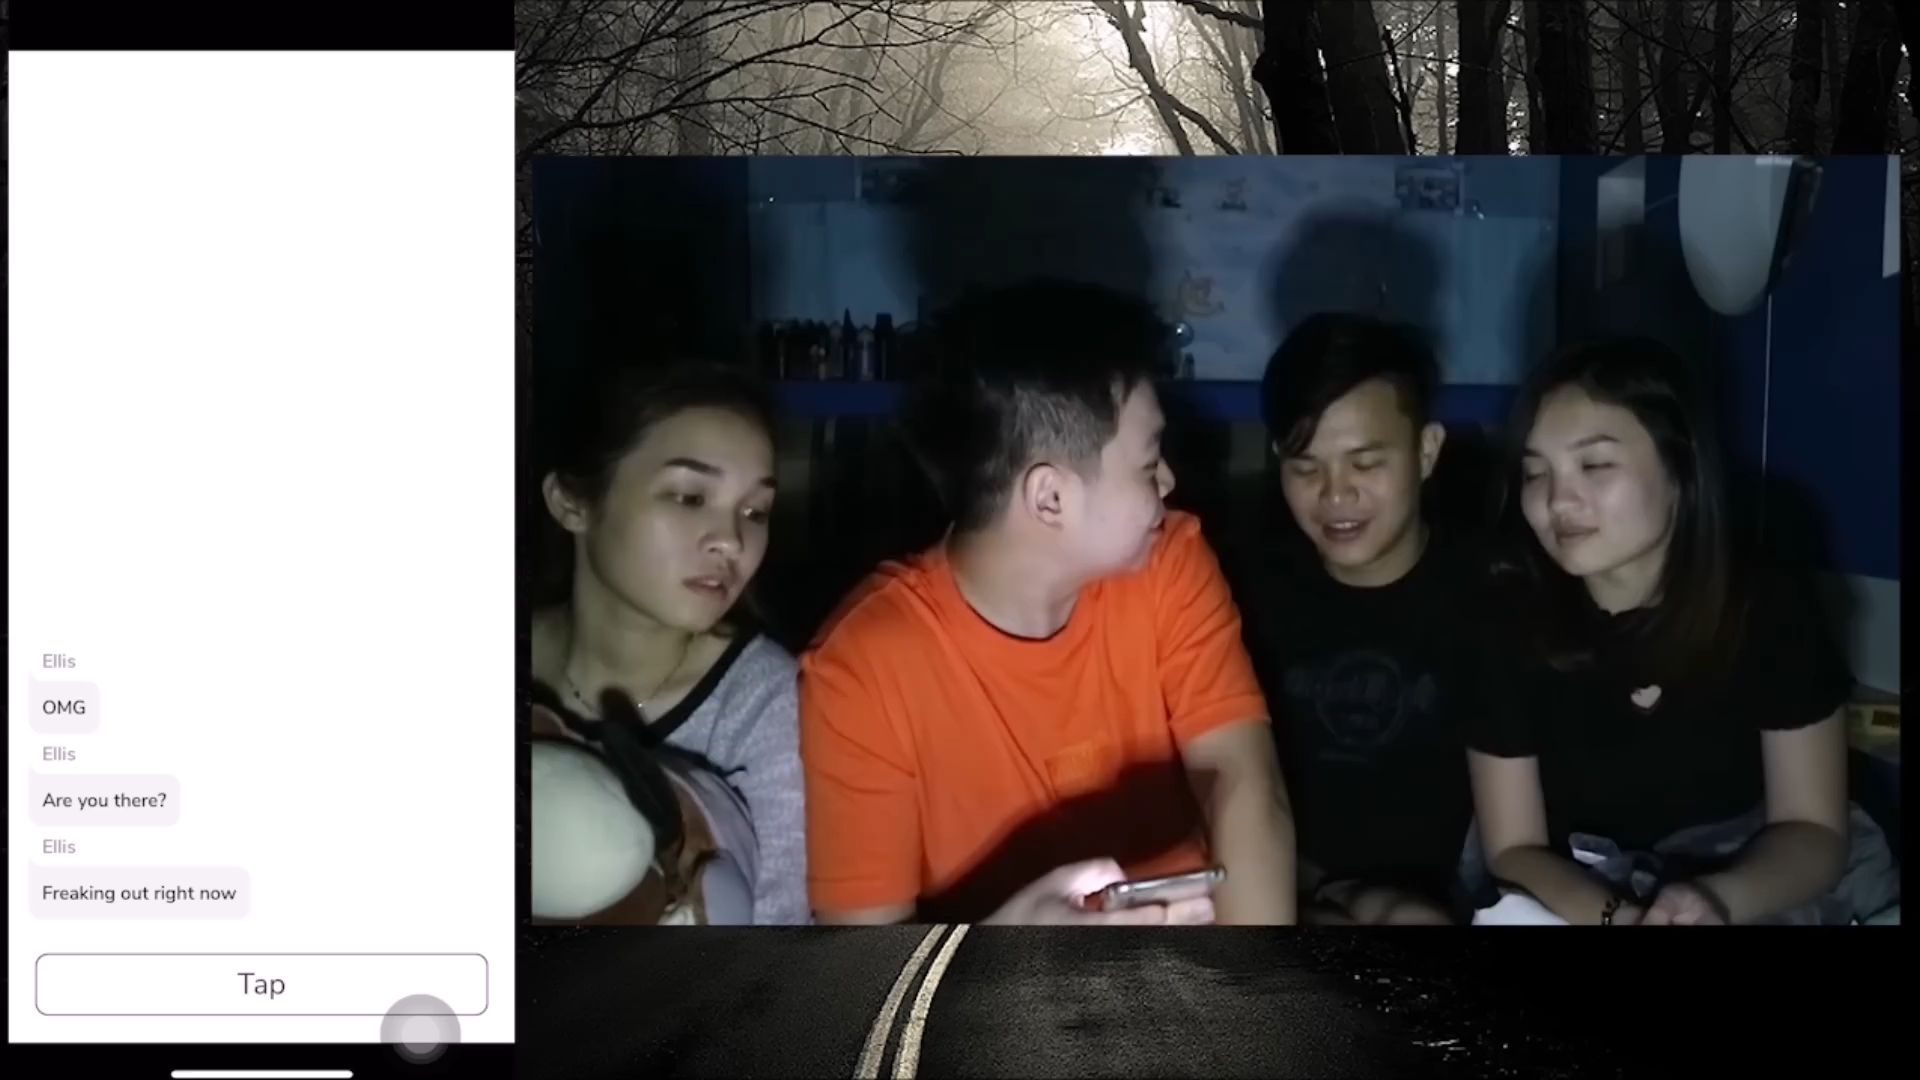 Ellis
OMG
Ellis
Are you there?
Ellis
Freaking out right now
Tap